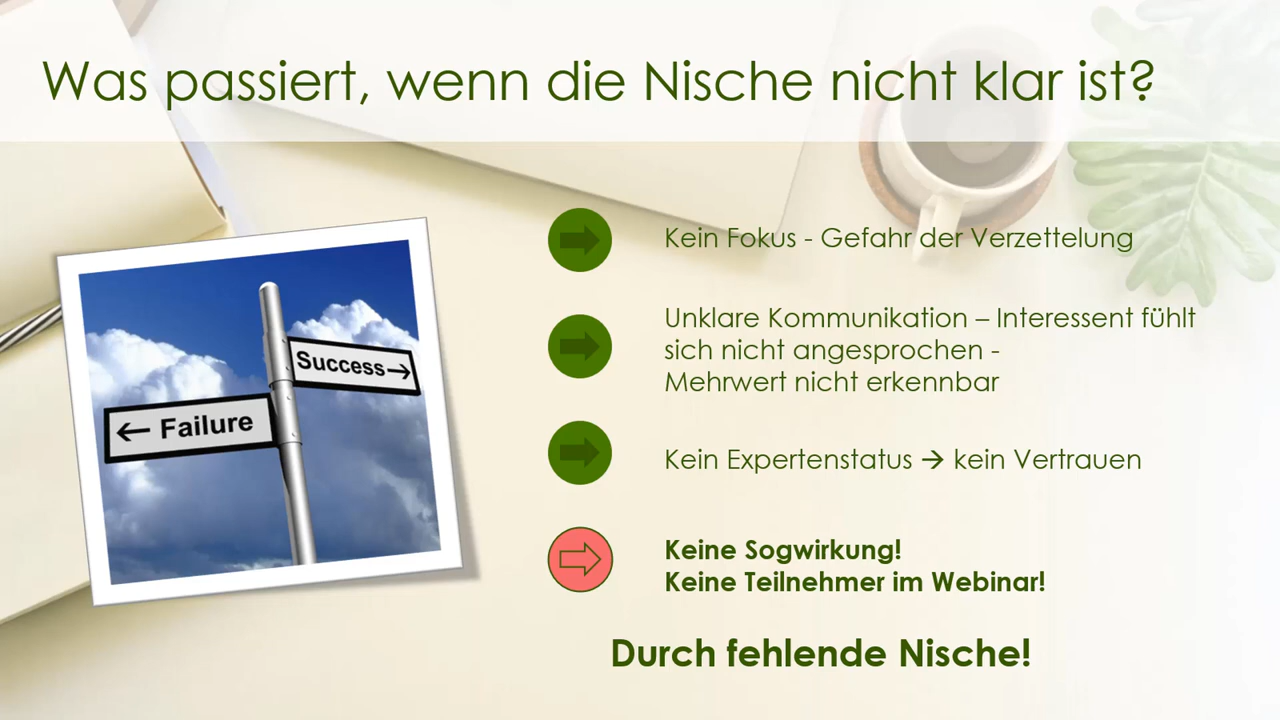 Was passiert, wenn die Nische nicht klar ist?
Success→
← Failure
Kein Fokus - Gefahr der Verzettelung
Unklare Kommunikation – Interessent fühlt
sich nicht angesprochen -
Mehrwert nicht erkennbar
Kein Expertenstatus → kein Vertrauen
Keine Sogwirkung!
Keine Teilnehmer im Webinar!
Durch fehlende Nische!